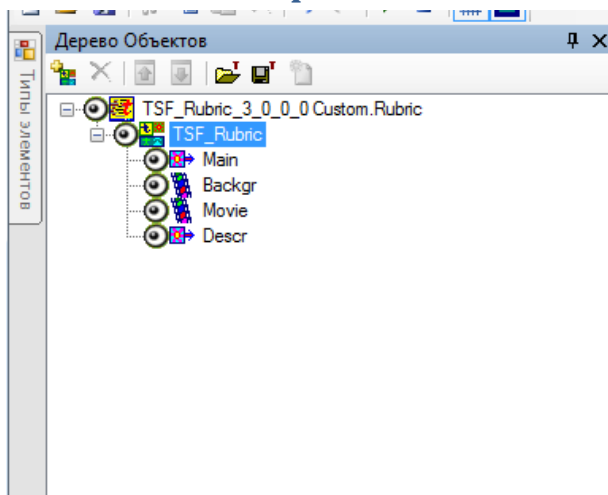 Дерево Объектов
Типы элементов
TSF_Rubric_3_0_0_0 Custom.Rubric
TSF_Rubric
Main
Backgr
Movie
Descr